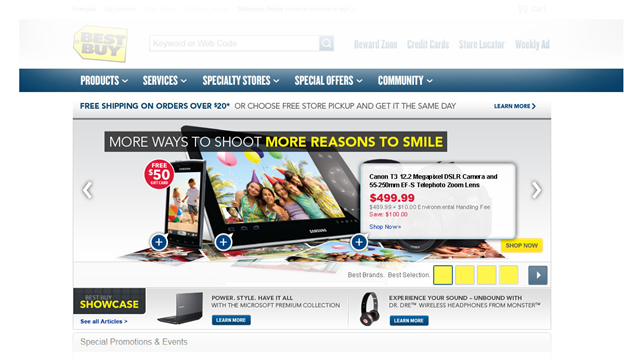 BEST BUY
Keyword or Web Code
Reward Zone Credit Cards Store Locator Weekly Ad
Cart
PRODUCTS SERVICES SPECIALTY STORES SPECIAL OFFERS COMMUNITY
FREE SHIPPING ON ORDERS OVER $20* OR CHOOSE FREE STORE PICKUP AND GET IT THE SAME DAY
LEARN MORE
MORE WAYS TO SHOOT MORE REASONS TO SMILE
FREE
$50
GIFT CARD
SAMSUNG
Canon T3 12.2 Megapixel DSLR Camera and
55-250mm EF-S Telephoto Zoom Lens
$499.99
$489.99 + $10.00 Environmental Handling Fee
Save: $100.00
Shop Now>
SHOP NOW
Best Brands. Best Selection.
BEST BUY
SHOWCASE
See all Articles >
POWER. STYLE. HAVE IT ALL
WITH THE MICROSOFT PREMIUM COLLECTION
LEARN MORE
EXPERIENCE YOUR SOUND – UNBOUND WITH
DR. DRE™ WIRELESS HEADPHONES FROM MONSTER™
LEARN MORE
Special Promotions & Events